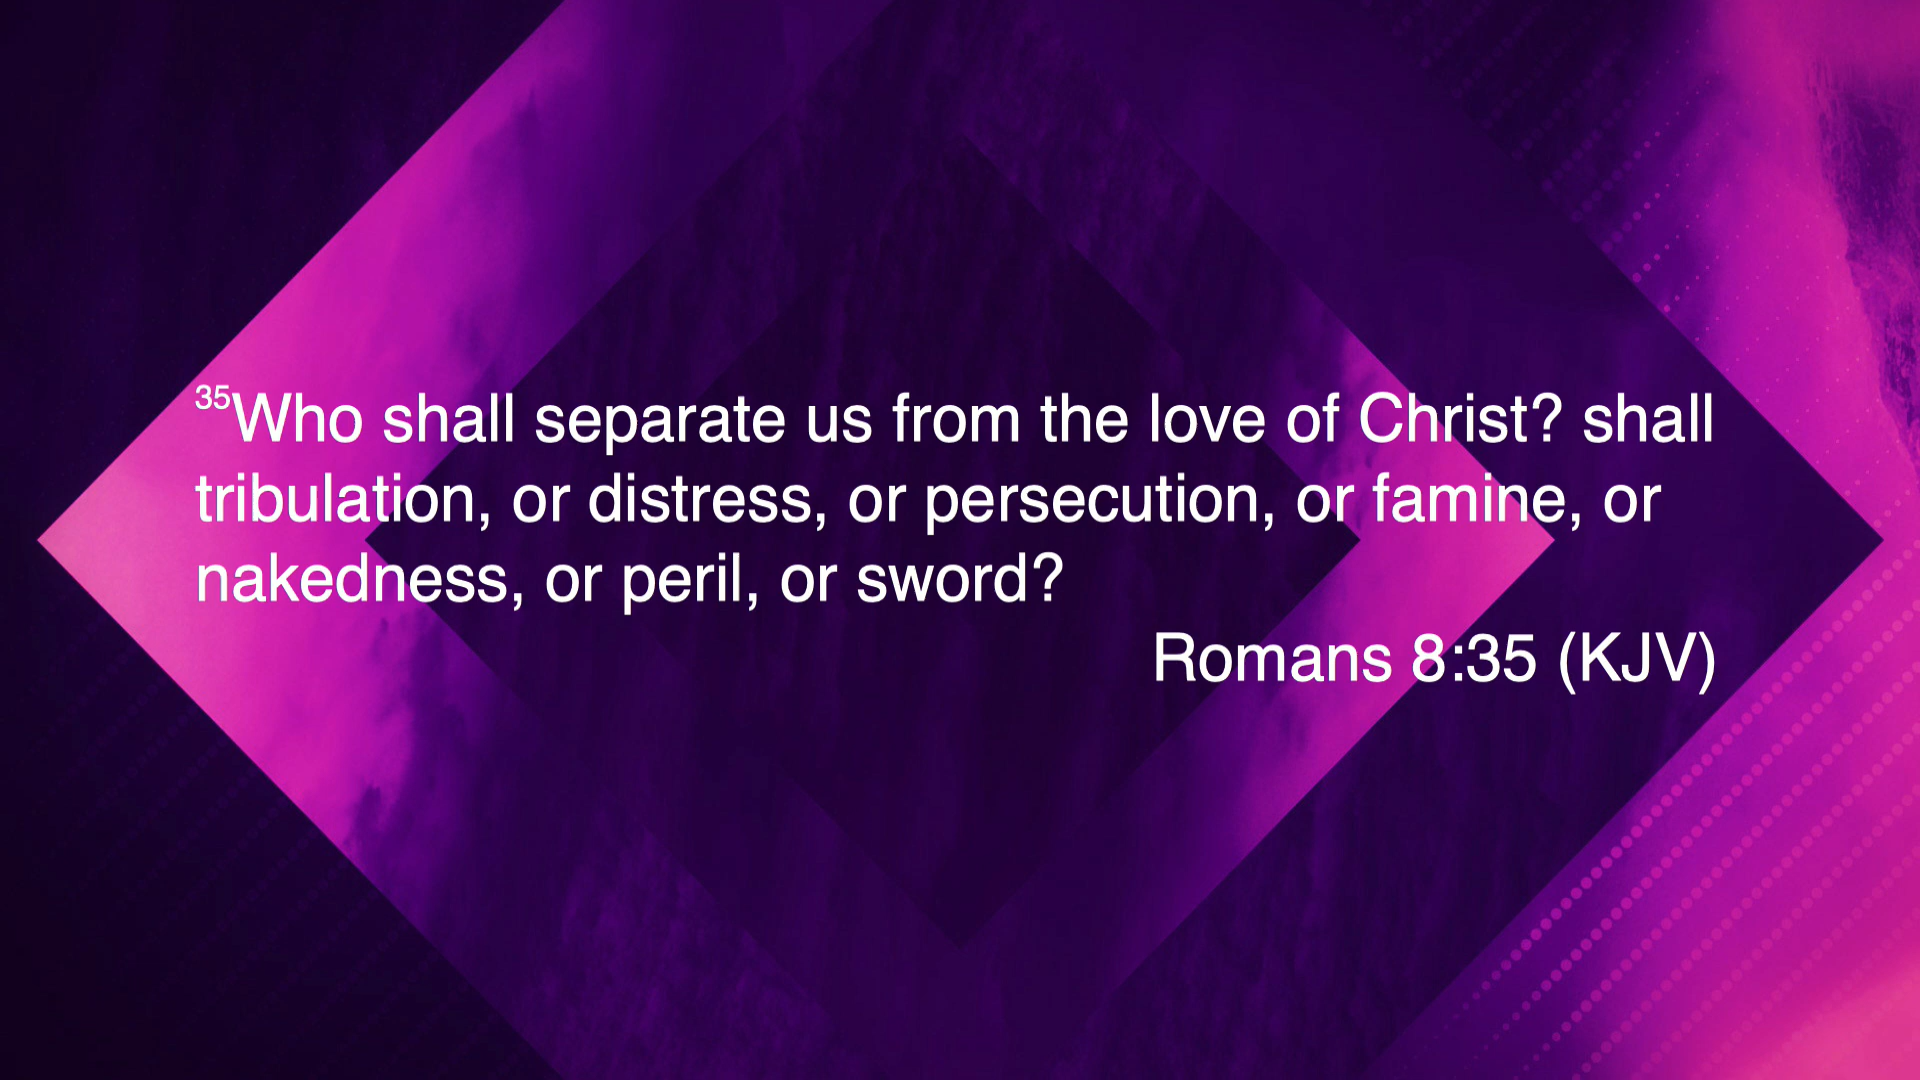 35Who shall separate us from the love of Christ? shall
tribulation, or distress, or persecution, or famine, or
nakedness, or peril, or sword?
Romans 8:35 (KJV)